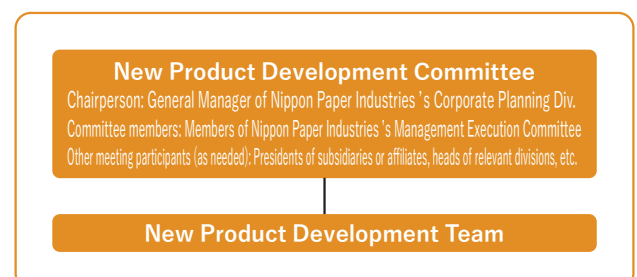 New Product Development Committee
Chairperson: General Manager of Nippon Paper Industries 's Corporate Planning Div.
Committee members: Members of Nippon Paper Industries 's Management Execution Committee
Other meeting participants (as needed): Presidents of subsidiaries or affiliates, heads of relevant divisions, etc.
New Product Development Team